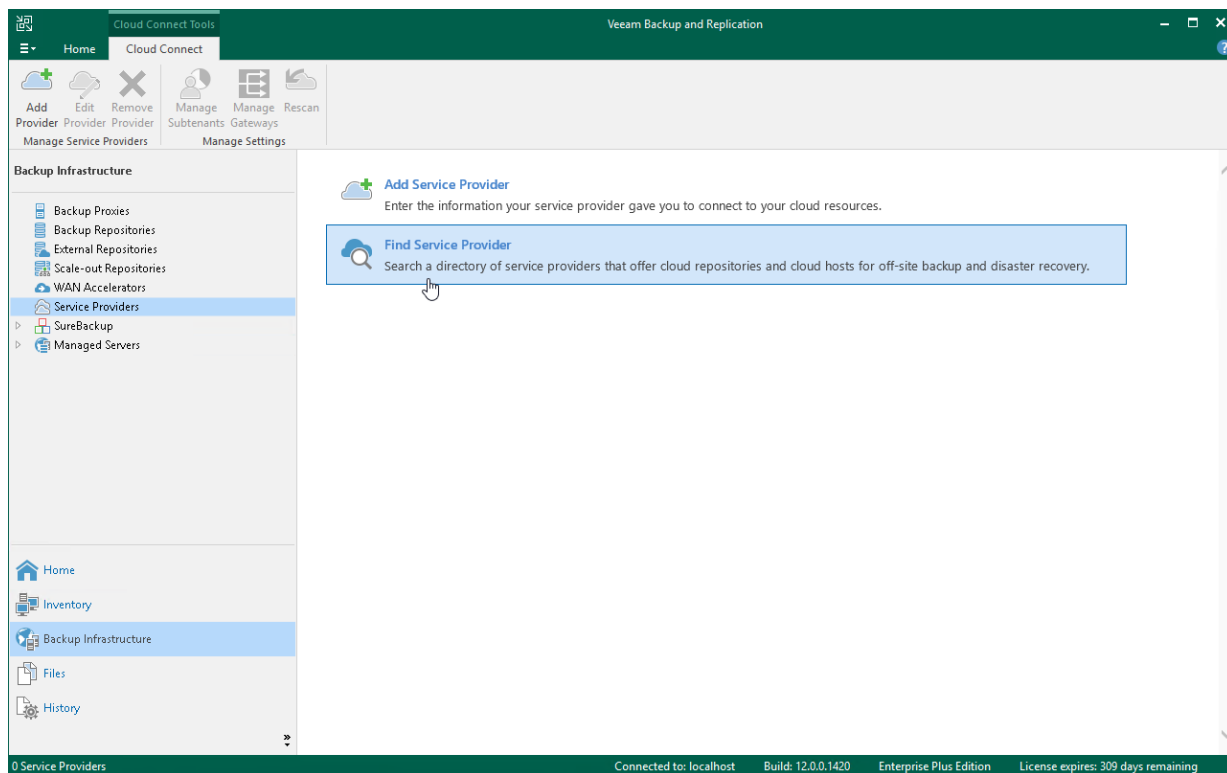 Cloud Connect Tools
Veeam Backup and Replication
Home
Cloud Connect
?
Add
Provider
Edit
Provider
Remove
Provider
Manage
Subtenants
Manage
Gateways
Rescan
Manage Service Providers
Manage Settings
Backup Infrastructure
Backup Proxies
Backup Repositories
External Repositories
Scale-out Repositories
WAN Accelerators
Service Providers
SureBackup
Managed Servers
Add Service Provider
Enter the information your service provider gave you to connect to your cloud resources.
Find Service Provider
Search a directory of service providers that offer cloud repositories and cloud hosts for off-site backup and disaster recovery.
Home
Inventory
Backup Infrastructure
Files
History
0 Service Providers
Connected to: localhost
Build: 12.0.0.1420
Enterprise Plus Edition
License expires: 309 days remaining